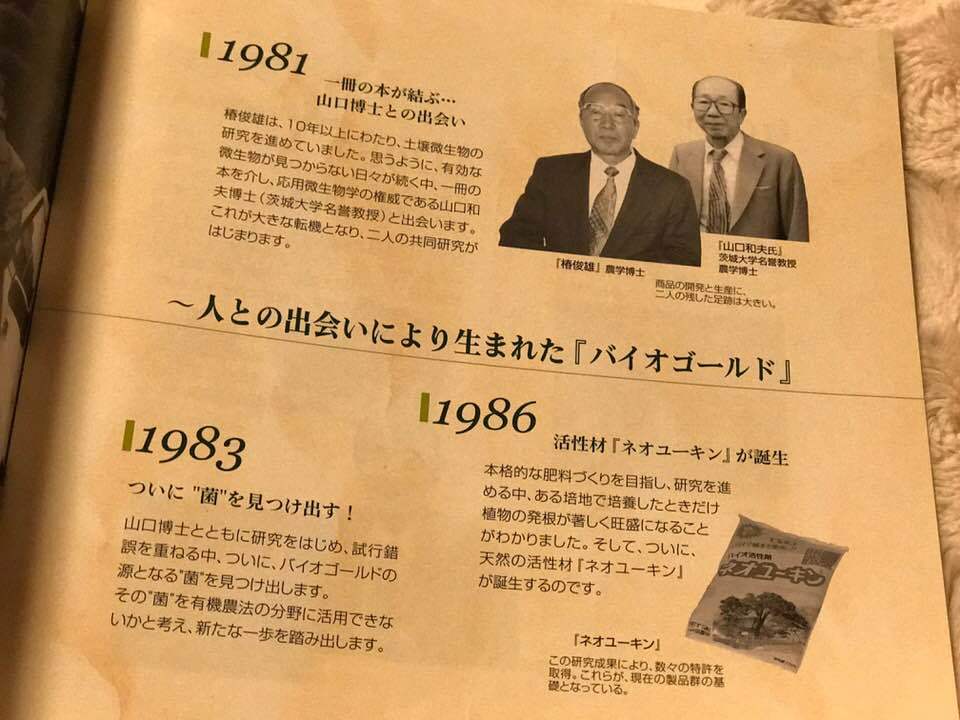 1981
一冊の本が結ぶ…
山口博士との出会い
椿俊雄は、10年以上にわたり、土壌微生物の
研究を進めていました。思うように、有効な
微生物が見つからない日々が続く中、一冊の
本を介し、応用微生物学の権威である山口和
夫博士(茨城大学名誉教授)と出会います。
これが大きな転機となり、二人の共同研究が
はじまります。
『椿俊雄』農学博士
『山口和夫氏』
茨城大学名誉教授
農学博士
商品の開発と生産に、
二人の残した足跡は大きい。
～人との出会いにより生まれた『バイオゴールド』
1983
ついに "菌"を見つけ出す！
山口博士とともに研究をはじめ、試行錯
誤を重ねる中、ついに、バイオゴールドの
源となる"菌"を見つけ出します。
その"菌"を有機農法の分野に活用できな
いかと考え、新たな一歩を踏み出します。
1986
活性材『ネオユーキン』が誕生
本格的な肥料づくりを目指し、研究を進
める中、ある培地で培養したときだけ
植物の発根が著しく旺盛になること
がわかりました。そして、ついに、
天然の活性材『ネオユーキン』
が誕生するのです。
バイオ活性剤
ネオユーキン
『ネオユーキン』
この研究成果により、数々の特許を
取得。これらが、現在の製品群の基
礎となっている。